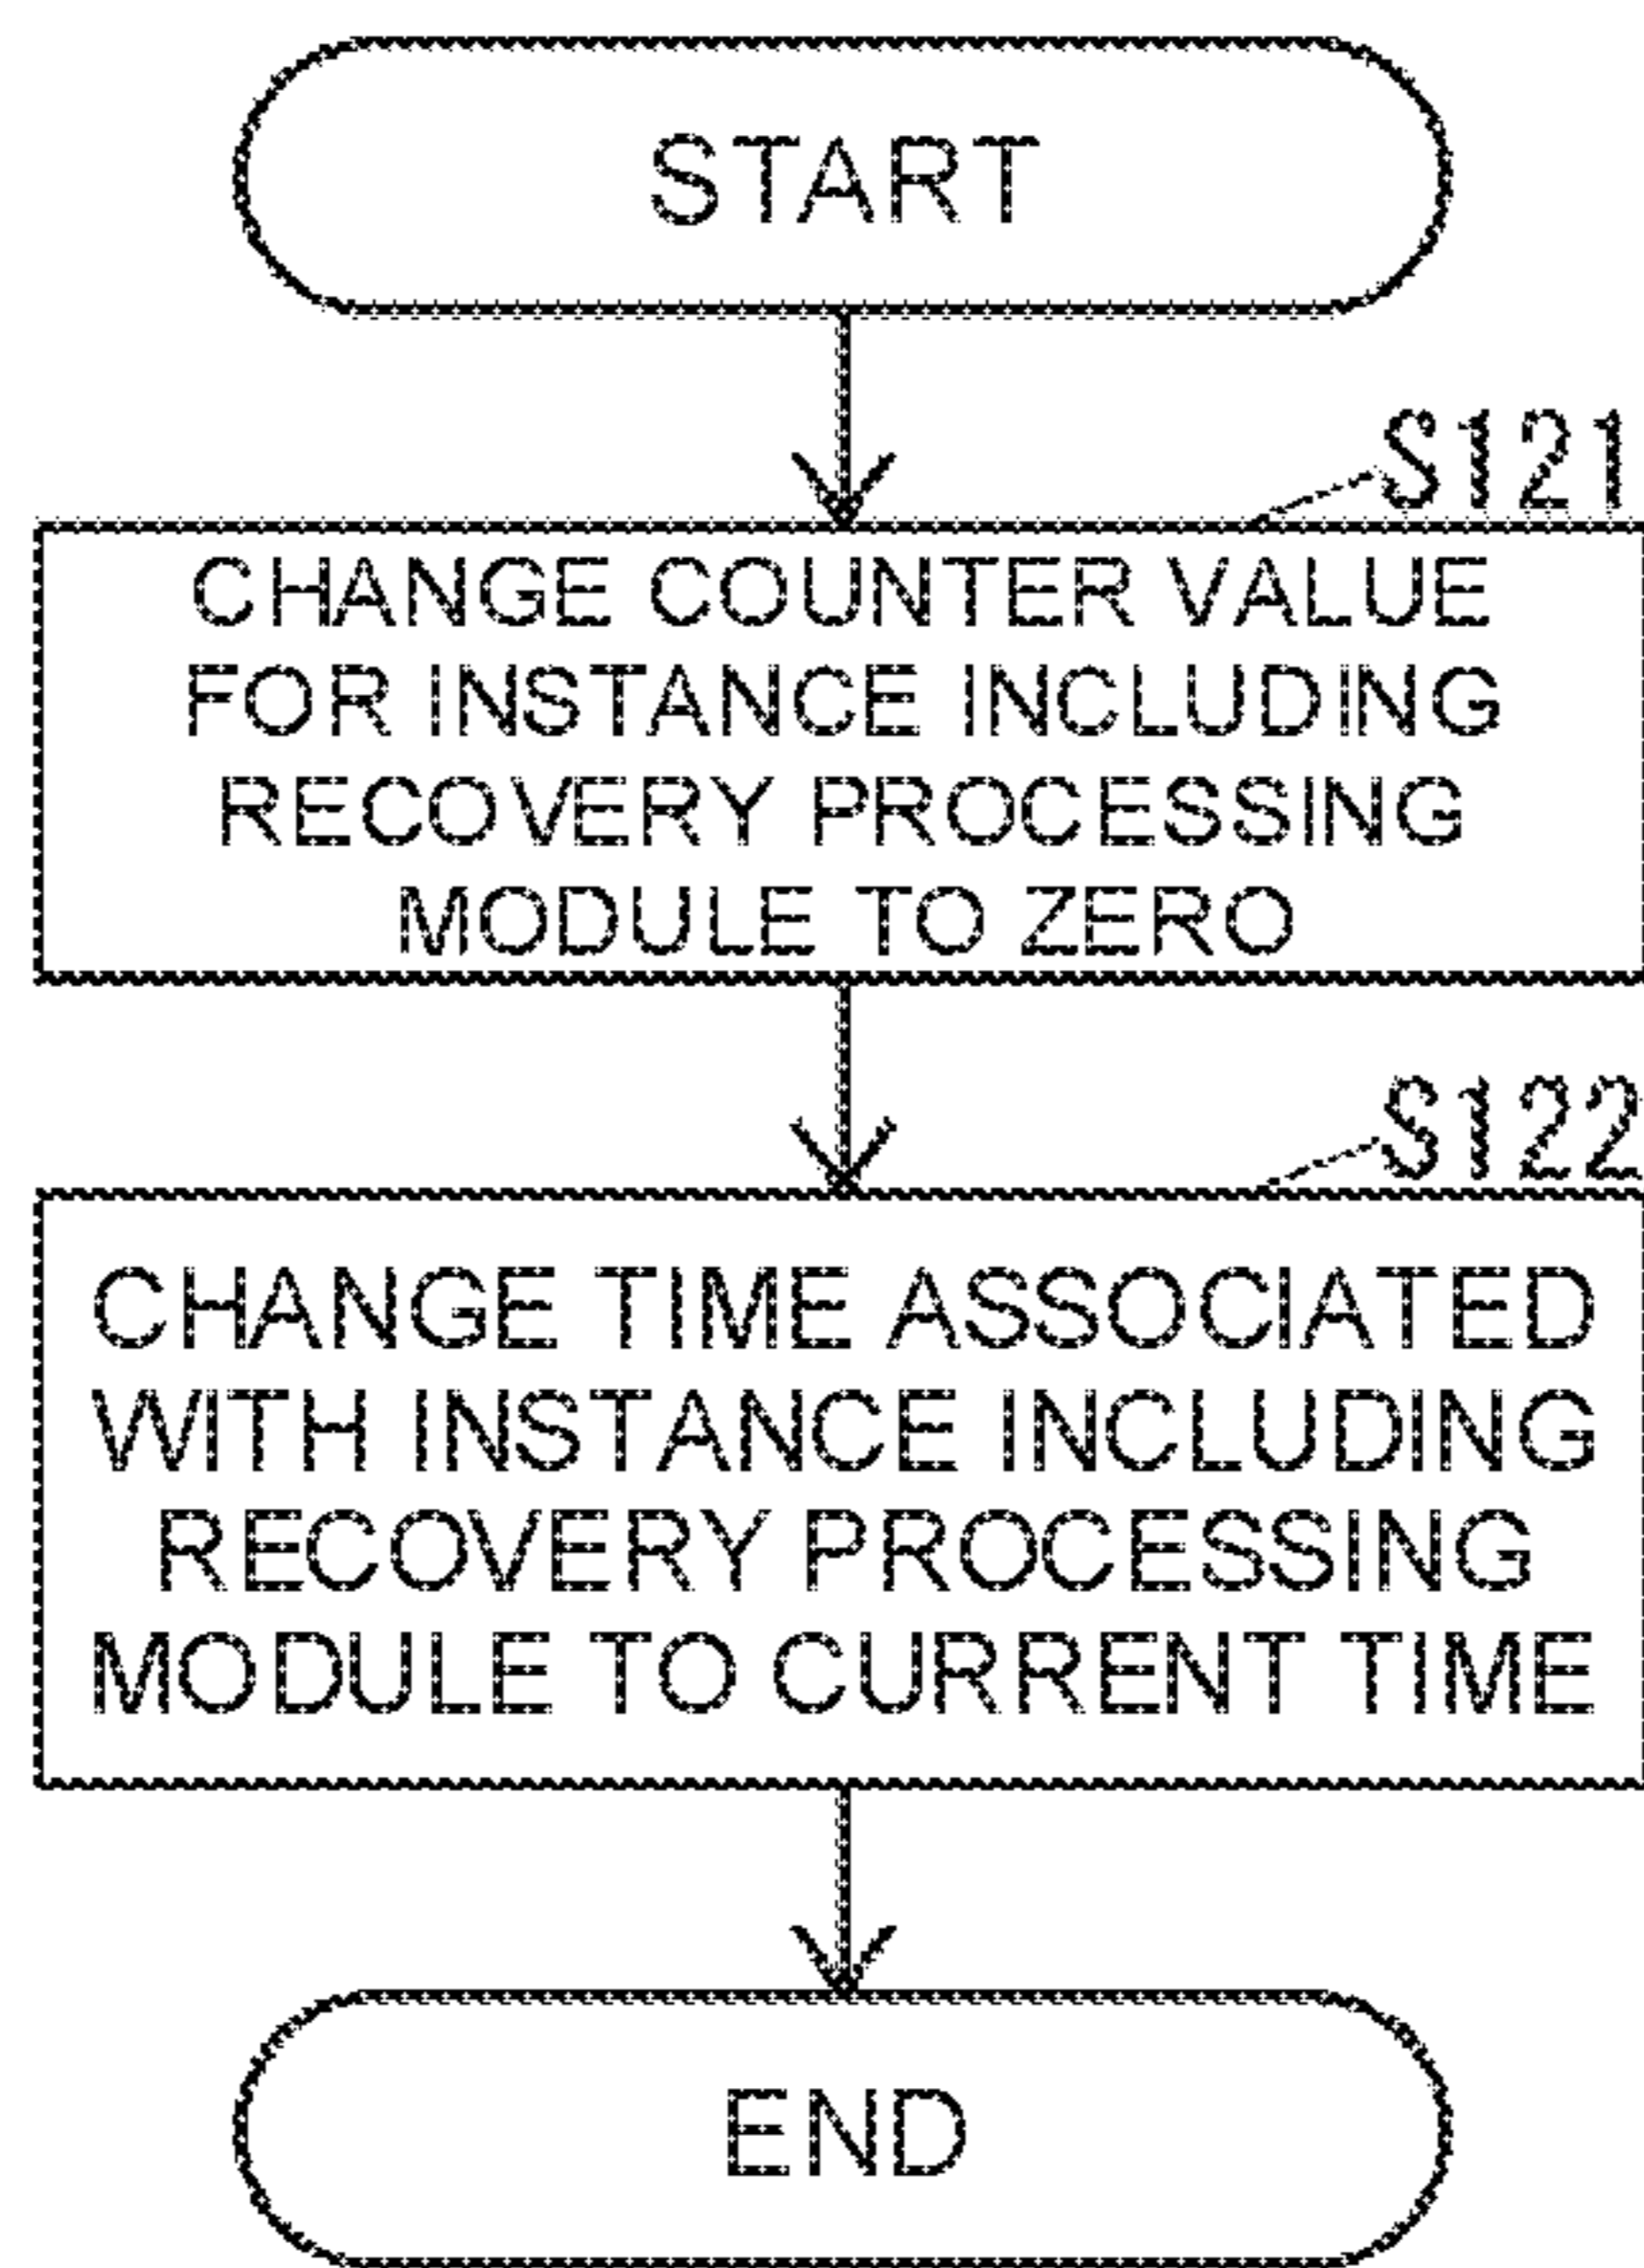 START
S121
CHANGE COUNTER VALUE
FOR INSTANCE INCLUDING
RECOVERY PROCESSING
MODULE TO ZERO
S122
CHANGE TIME ASSOCIATED
WITH INSTANCE INCLUDING
RECOVERY PROCESSING
MODULE TO CURRENT TIME
END